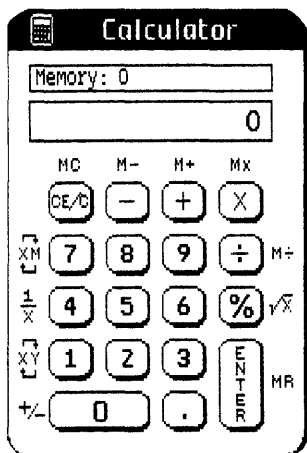 Calculator
Memory: 0
0
MC M- M+ Mx
CE/C - + X
XM 7 8 9 ÷ M÷
1/X 4 5 6 % √X
XY 1 2 3 ENTER MR
+/- 0 .